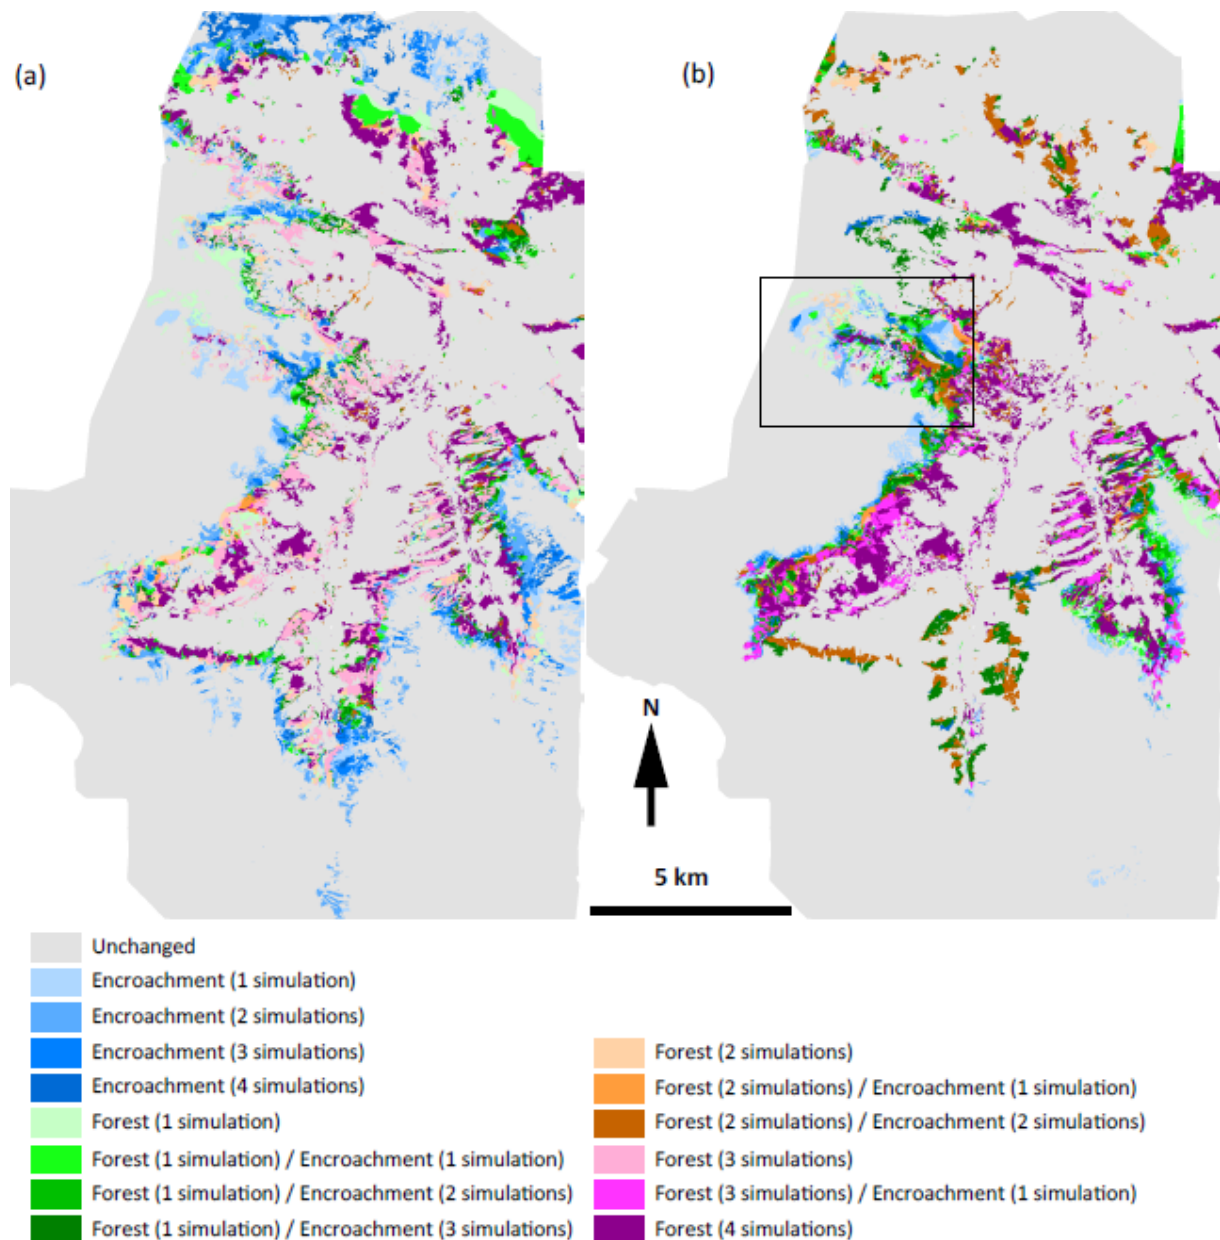 (a)
(b)
N
5 km
Unchanged
Encroachment (1 simulation)
Encroachment (2 simulations)
Encroachment (3 simulations)
Encroachment (4 simulations)
Forest (1 simulation)
Forest (1 simulation) / Encroachment (1 simulation)
Forest (1 simulation) / Encroachment (2 simulations)
Forest (1 simulation) / Encroachment (3 simulations)
Forest (2 simulations)
Forest (2 simulations) / Encroachment (1 simulation)
Forest (2 simulations) / Encroachment (2 simulations)
Forest (3 simulations)
Forest (3 simulations) / Encroachment (1 simulation)
Forest (4 simulations)